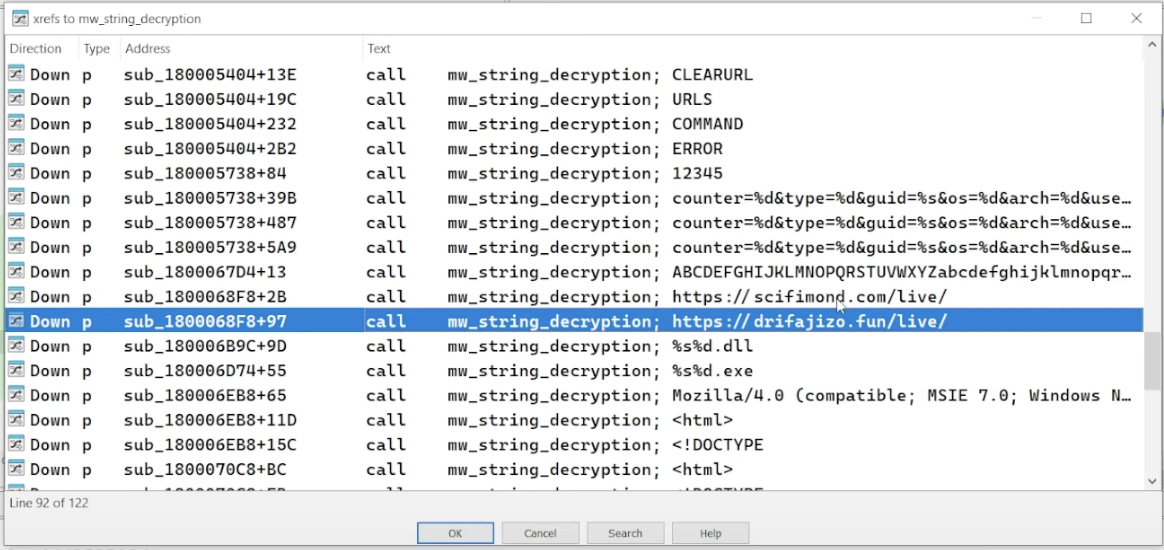 xrefs to mw_string_decryption
Direction Type Address Text
Down p sub_180005404+13E call mw_string_decryption; CLEARURL
Down p sub_180005404+19C call mw_string_decryption; URLS
Down p sub_180005404+232 call mw_string_decryption; COMMAND
Down p sub_180005404+2B2 call mw_string_decryption; ERROR
Down p sub_180005738+84 call mw_string_decryption; 12345
Down p sub_180005738+39B call mw_string_decryption; counter=%d&type=%d&guid=%s&os=%d&arch=%d&use…
Down p sub_180005738+487 call mw_string_decryption; counter=%d&type=%d&guid=%s&os=%d&arch=%d&use…
Down p sub_180005738+5A9 call mw_string_decryption; counter=%d&type=%d&guid=%s&os=%d&arch=%d&use…
Down p sub_1800067D4+13 call mw_string_decryption; ABCDEFGHIJKLMNOPQRSTUVWXYZabcdefghijklmnopqr…
Down p sub_1800068F8+2B call mw_string_decryption; https://scifimond.com/live/
Down p sub_1800068F8+97 call mw_string_decryption; https://drifajizo.fun/live/
Down p sub_180006B9C+9D call mw_string_decryption; %s%d.dll
Down p sub_180006D74+55 call mw_string_decryption; %s%d.exe
Down p sub_180006EB8+65 call mw_string_decryption; Mozilla/4.0 (compatible; MSIE 7.0; Windows N…
Down p sub_180006EB8+11D call mw_string_decryption; <html>
Down p sub_180006EB8+15C call mw_string_decryption; <!DOCTYPE
Down p sub_1800070C8+BC call mw_string_decryption; <html>
Line 92 of 122
OK Cancel Search Help